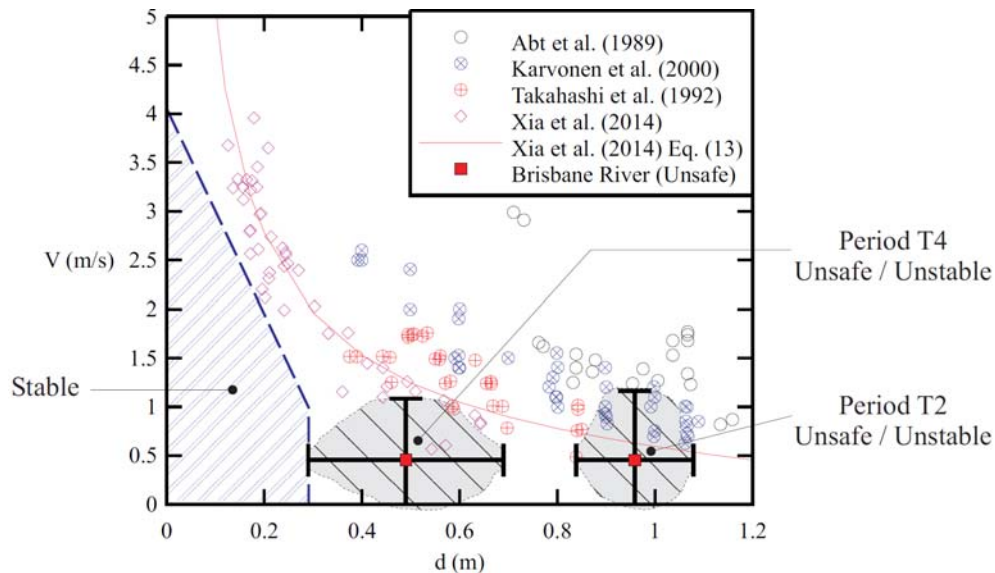 5
4.5
4
3.5
3
2.5
2
1.5
1
0.5
0
V (m/s)
0
0.2
0.4
0.6
0.8
1
1.2
d (m)
Abt et al. (1989)
Karvonen et al. (2000)
Takahashi et al. (1992)
Xia et al. (2014)
Xia et al. (2014) Eq. (13)
Brisbane River (Unsafe)
Period T4
Unsafe / Unstable
Stable
Period T2
Unsafe / Unstable